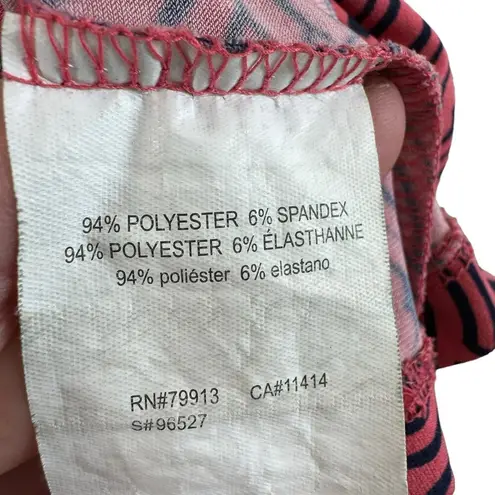 94% POLYESTER 6% SPANDEX
94% POLYESTER 6% ÉLASTHANNE
94% poliéster 6% elastano
RN#79913 CA#11414
S#96527